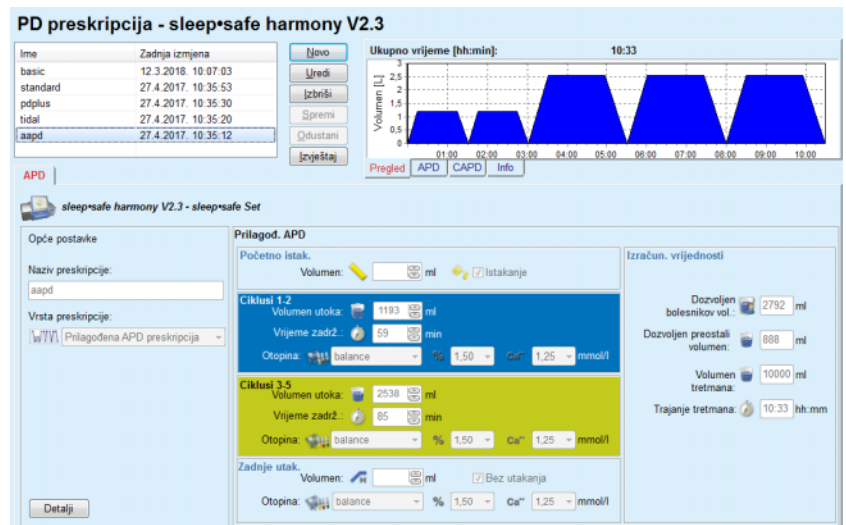 PD preskripcija - sleep•safe harmony V2.3
Ime Zadnja izmjena
basic 12.3.2018. 10:07:03
standard 27.4.2017. 10:35:53
pdplus 27.4.2017. 10:35:30
tidal 27.4.2017. 10:35:20
aapd 27.4.2017. 10:35:12
Novo
Uredi
Izbriši
Spremi
Odustani
Izvještaj
Ukupno vrijeme [hh:min]: 10:33
Volumen [L]
3
2,5
2
1,5
1
0,5
0
01:00 02:00 03:00 04:00 05:00 06:00 07:00 08:00 09:00 10:00
Pregled APD CAPD Info
APD
sleep•safe harmony V2.3 - sleep•safe Set
Opće postavke
Naziv preskripcije:
aapd
Vrsta preskripcije:
Prilagođena APD preskripcija
Detalji
Prilagođ. APD
Početno istak.
Volumen: ml Istakanje
Ciklusi 1-2
Volumen utoka: 1193 ml
Vrijeme zadrž.: 59 min
Otopina: balance % 1,50 Ca⁺⁺ 1,25 mmol/l
Ciklusi 3-5
Volumen utoka: 2538 ml
Vrijeme zadrž.: 85 min
Otopina: balance % 1,50 Ca⁺⁺ 1,25 mmol/l
Zadnje utak.
Volumen: ml Bez utakanja
Otopina: balance % 1,50 Ca⁺⁺ 1,25 mmol/l
Izračun. vrijednosti
Dozvoljen
bolesnikov vol.: 2792 ml
Dozvoljen preostali
volumen: 888 ml
Volumen
tretmana: 10000 ml
Trajanje tretmana: 10:33 hh:mm